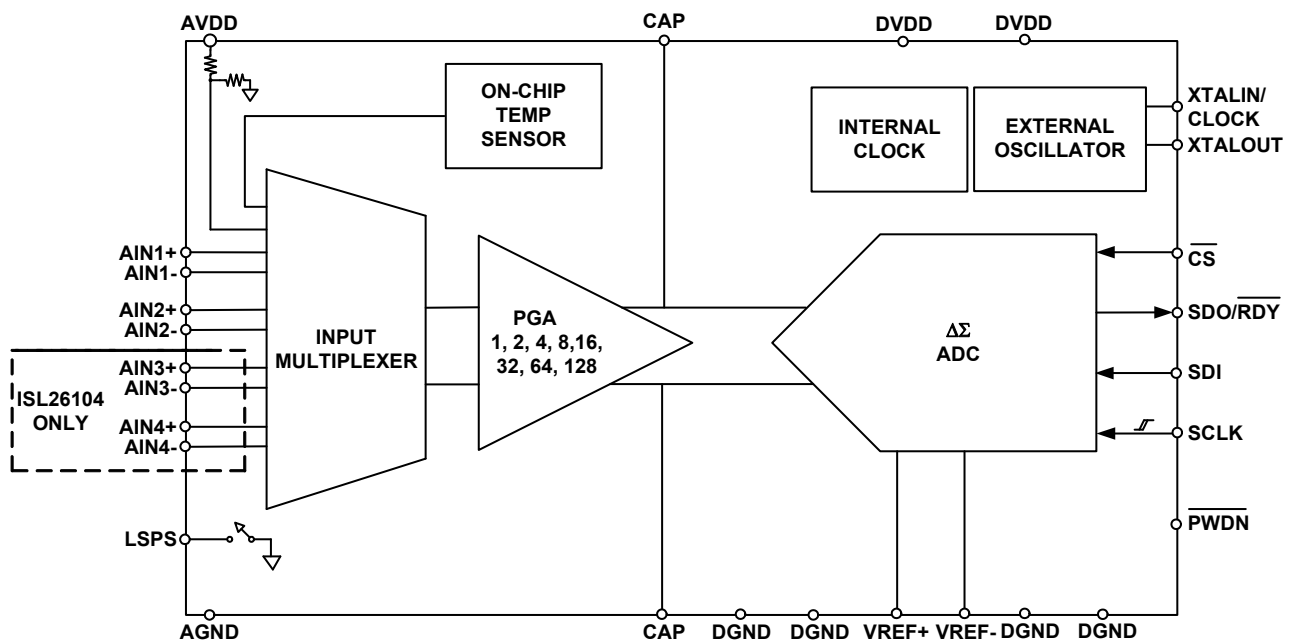 AVDD
CAP
DVDD
DVDD
ON-CHIP
TEMP
SENSOR
INTERNAL
CLOCK
EXTERNAL
OSCILLATOR
XTALIN/
CLOCK
XTALOUT
AIN1+
AIN1-
AIN2+
AIN2-
AIN3+
AIN3-
AIN4+
AIN4-
ISL26104
ONLY
LSPS
INPUT
MULTIPLEXER
PGA
1, 2, 4, 8,16,
32, 64, 128
ΔΣ
ADC
CS
SDO/RDY
SDI
SCLK
PWDN
AGND
CAP
DGND
DGND
VREF+
VREF-
DGND
DGND